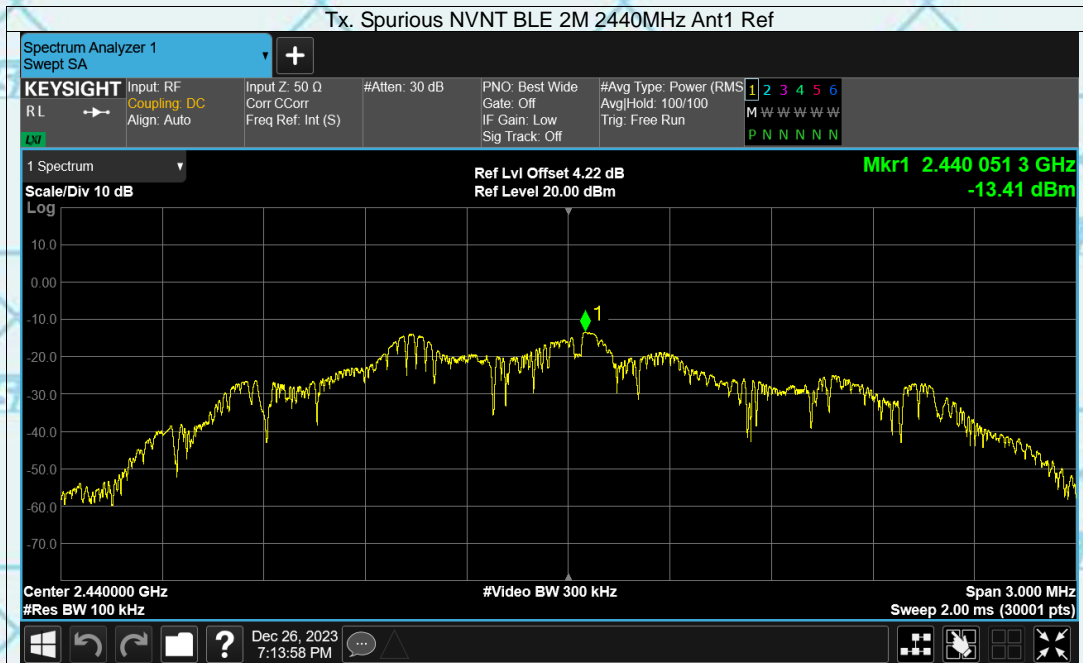 Tx. Spurious NVNT BLE 2M 2440MHz Ant1 Ref
Spectrum Analyzer 1
Swept SA
+
KEYSIGHT
R L
LXI
Input: RF
Coupling: DC
Align: Auto
Input Z: 50 Ω
Corr CCorr
Freq Ref: Int (S)
#Atten: 30 dB
PNO: Best Wide
Gate: Off
IF Gain: Low
Sig Track: Off
#Avg Type: Power (RMS
Avg|Hold: 100/100
Trig: Free Run
1 2 3 4 5 6
M W W W W W
P N N N N N
1 Spectrum
Scale/Div 10 dB
Log
Ref Lvl Offset 4.22 dB
Ref Level 20.00 dBm
Mkr1 2.440 051 3 GHz
-13.41 dBm
10.0
0.00
-10.0
-20.0
-30.0
-40.0
-50.0
-60.0
-70.0
1
Center 2.440000 GHz
#Res BW 100 kHz
#Video BW 300 kHz
Span 3.000 MHz
Sweep 2.00 ms (30001 pts)
?
Dec 26, 2023
7:13:58 PM